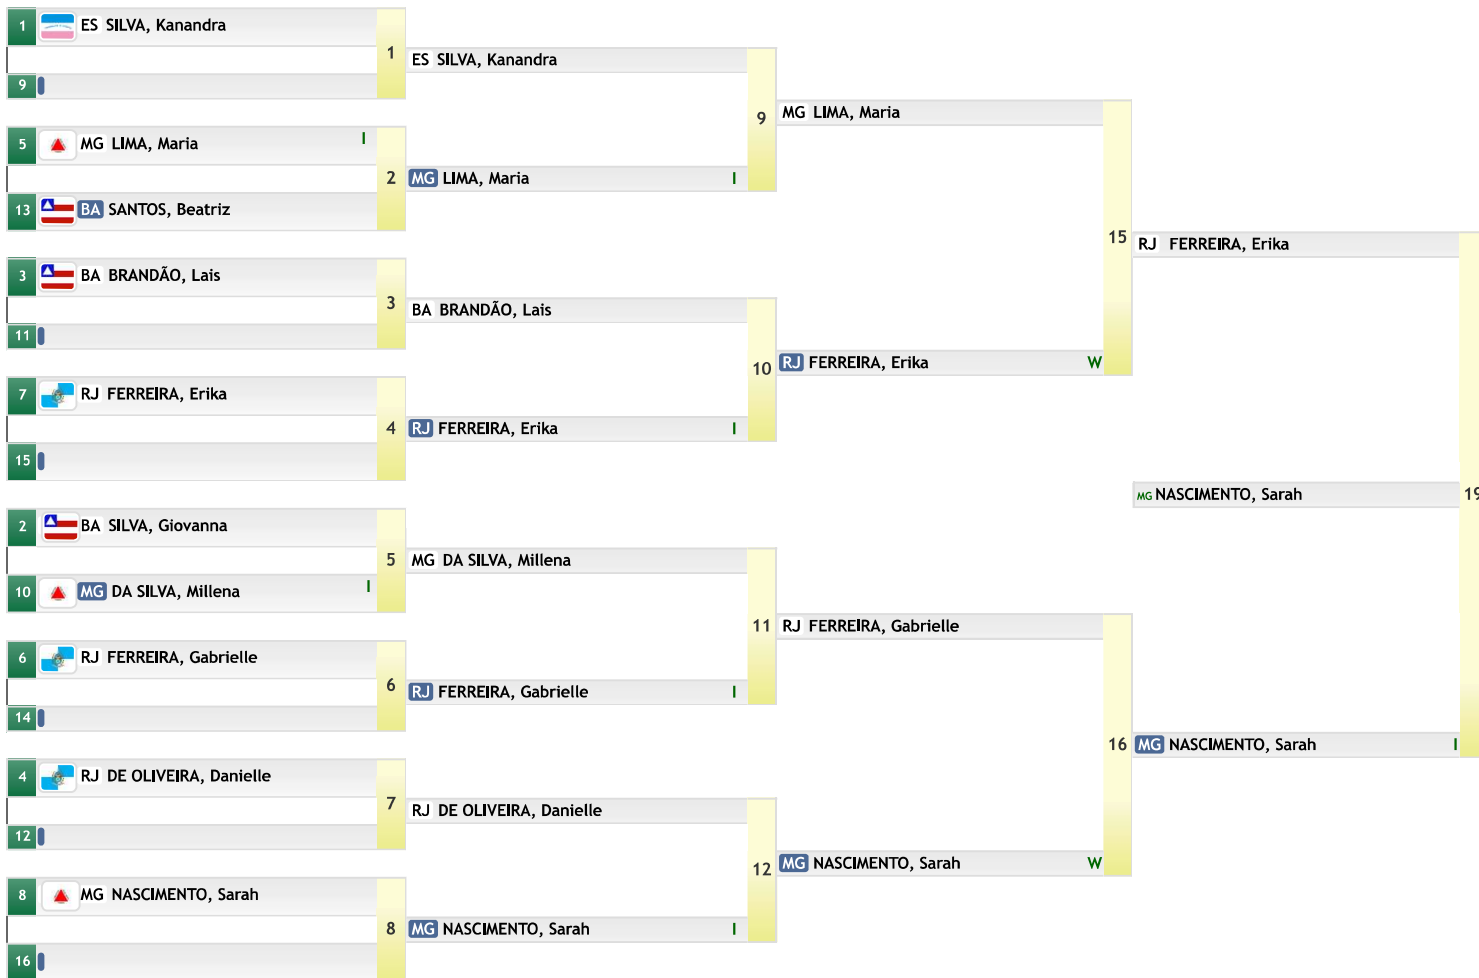 1 ES SILVA, Kanandra
1
9
5 MG LIMA, Maria I
2
13 BA SANTOS, Beatriz
3 BA BRANDÃO, Lais
3
11
7 RJ FERREIRA, Erika
4
15
2 BA SILVA, Giovanna
5
10 MG DA SILVA, Millena I
6 RJ FERREIRA, Gabrielle
6
14
4 RJ DE OLIVEIRA, Danielle
7
12
8 MG NASCIMENTO, Sarah
8
16
ES SILVA, Kanandra
9
MG LIMA, Maria I
BA BRANDÃO, Lais
10
RJ FERREIRA, Erika I
MG DA SILVA, Millena
11
RJ FERREIRA, Gabrielle I
RJ DE OLIVEIRA, Danielle
12
MG NASCIMENTO, Sarah I
MG LIMA, Maria
15
RJ FERREIRA, Erika W
RJ FERREIRA, Gabrielle
16
MG NASCIMENTO, Sarah W
RJ FERREIRA, Erika
MG NASCIMENTO, Sarah
19
MG NASCIMENTO, Sarah I